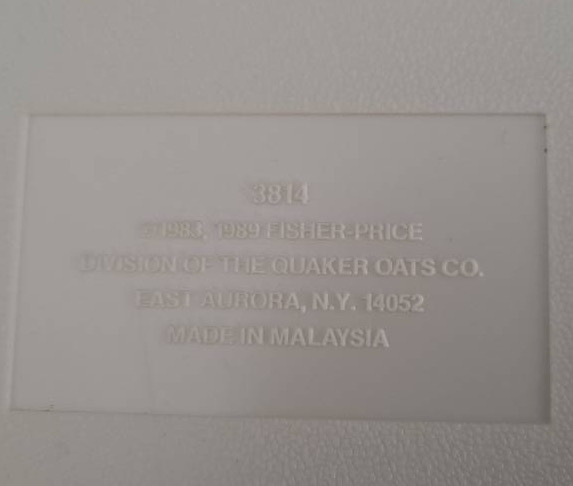 3814
©1983, 1989 FISHER-PRICE
DIVISION OF THE QUAKER OATS CO.
EAST AURORA, N.Y. 14052
MADE IN MALAYSIA